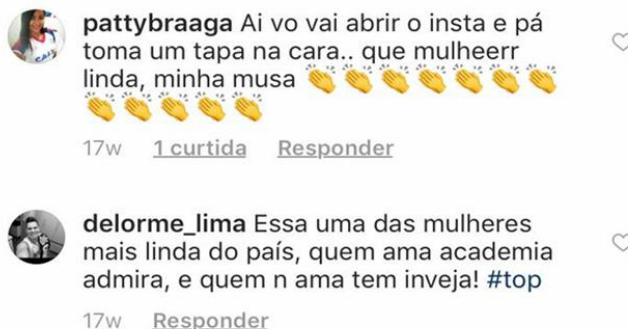 pattybraaga Ai vo vai abrir o insta e pá
toma um tapa na cara.. que mulheerr
linda, minha musa 👏👏👏👏👏👏👏
👏👏👏👏👏
17w 1 curtida Responder
delorme_lima Essa uma das mulheres
mais linda do país, quem ama academia
admira, e quem n ama tem inveja! #top
17w Responder